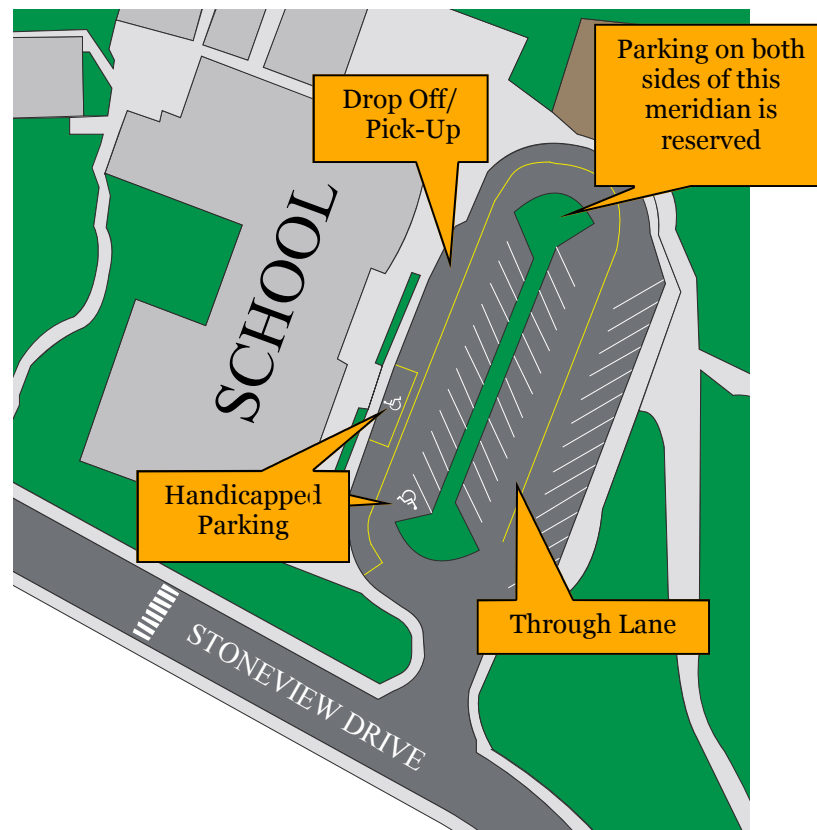 Parking on both
sides of this
meridian is
reserved
Drop Off/
Pick-Up
SCHOOL
Handicapped
Parking
Through Lane
STONEVIEW DRIVE